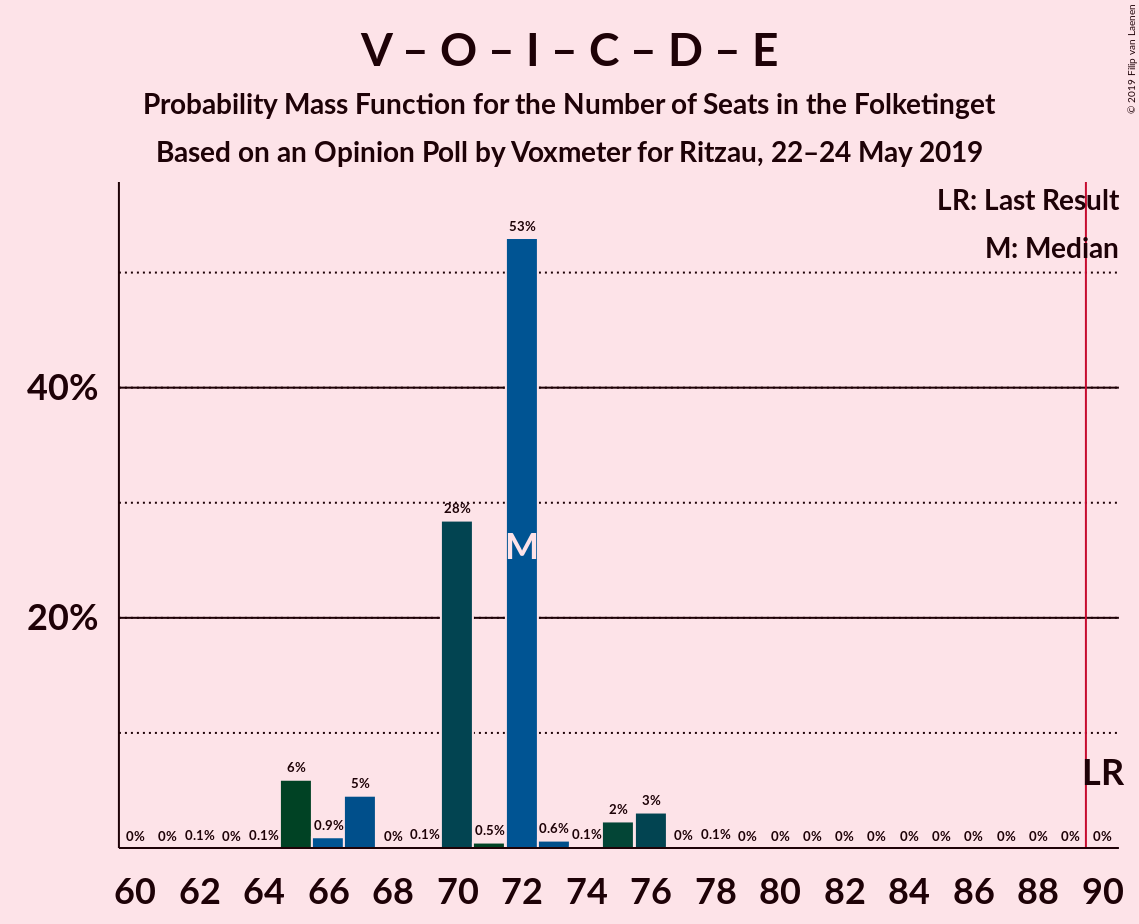 V – O – I – C – D – E
Probability Mass Function for the Number of Seats in the Folketinget
Based on an Opinion Poll by Voxmeter for Ritzau, 22–24 May 2019
© 2019 Filip van Laenen
LR: Last Result
M: Median
53%
40%
28%
M
20%
LR
6%
5%
3%
2%
0% 0% 0.1% 0% 0.1% 0.9% 0% 0.1% 0.5% 0.6% 0.1% 0% 0.1% 0% 0% 0% 0% 0% 0% 0% 0% 0% 0% 0% 0%
60 62 64 66 68 70 72 74 76 78 80 82 84 86 88 90